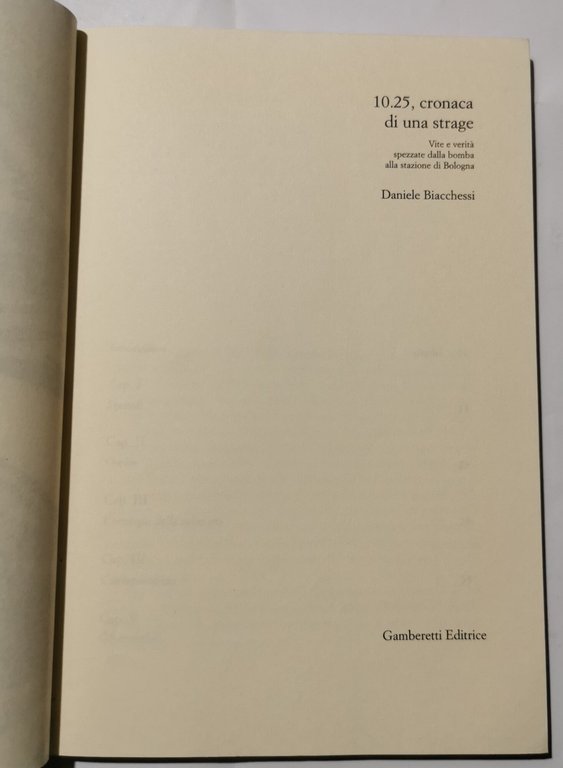 10.25, cronaca
di una strage
Vite e verità
spezzate dalla bomba
alla stazione di Bologna
Daniele Biacchessi
Gamberetti Editrice